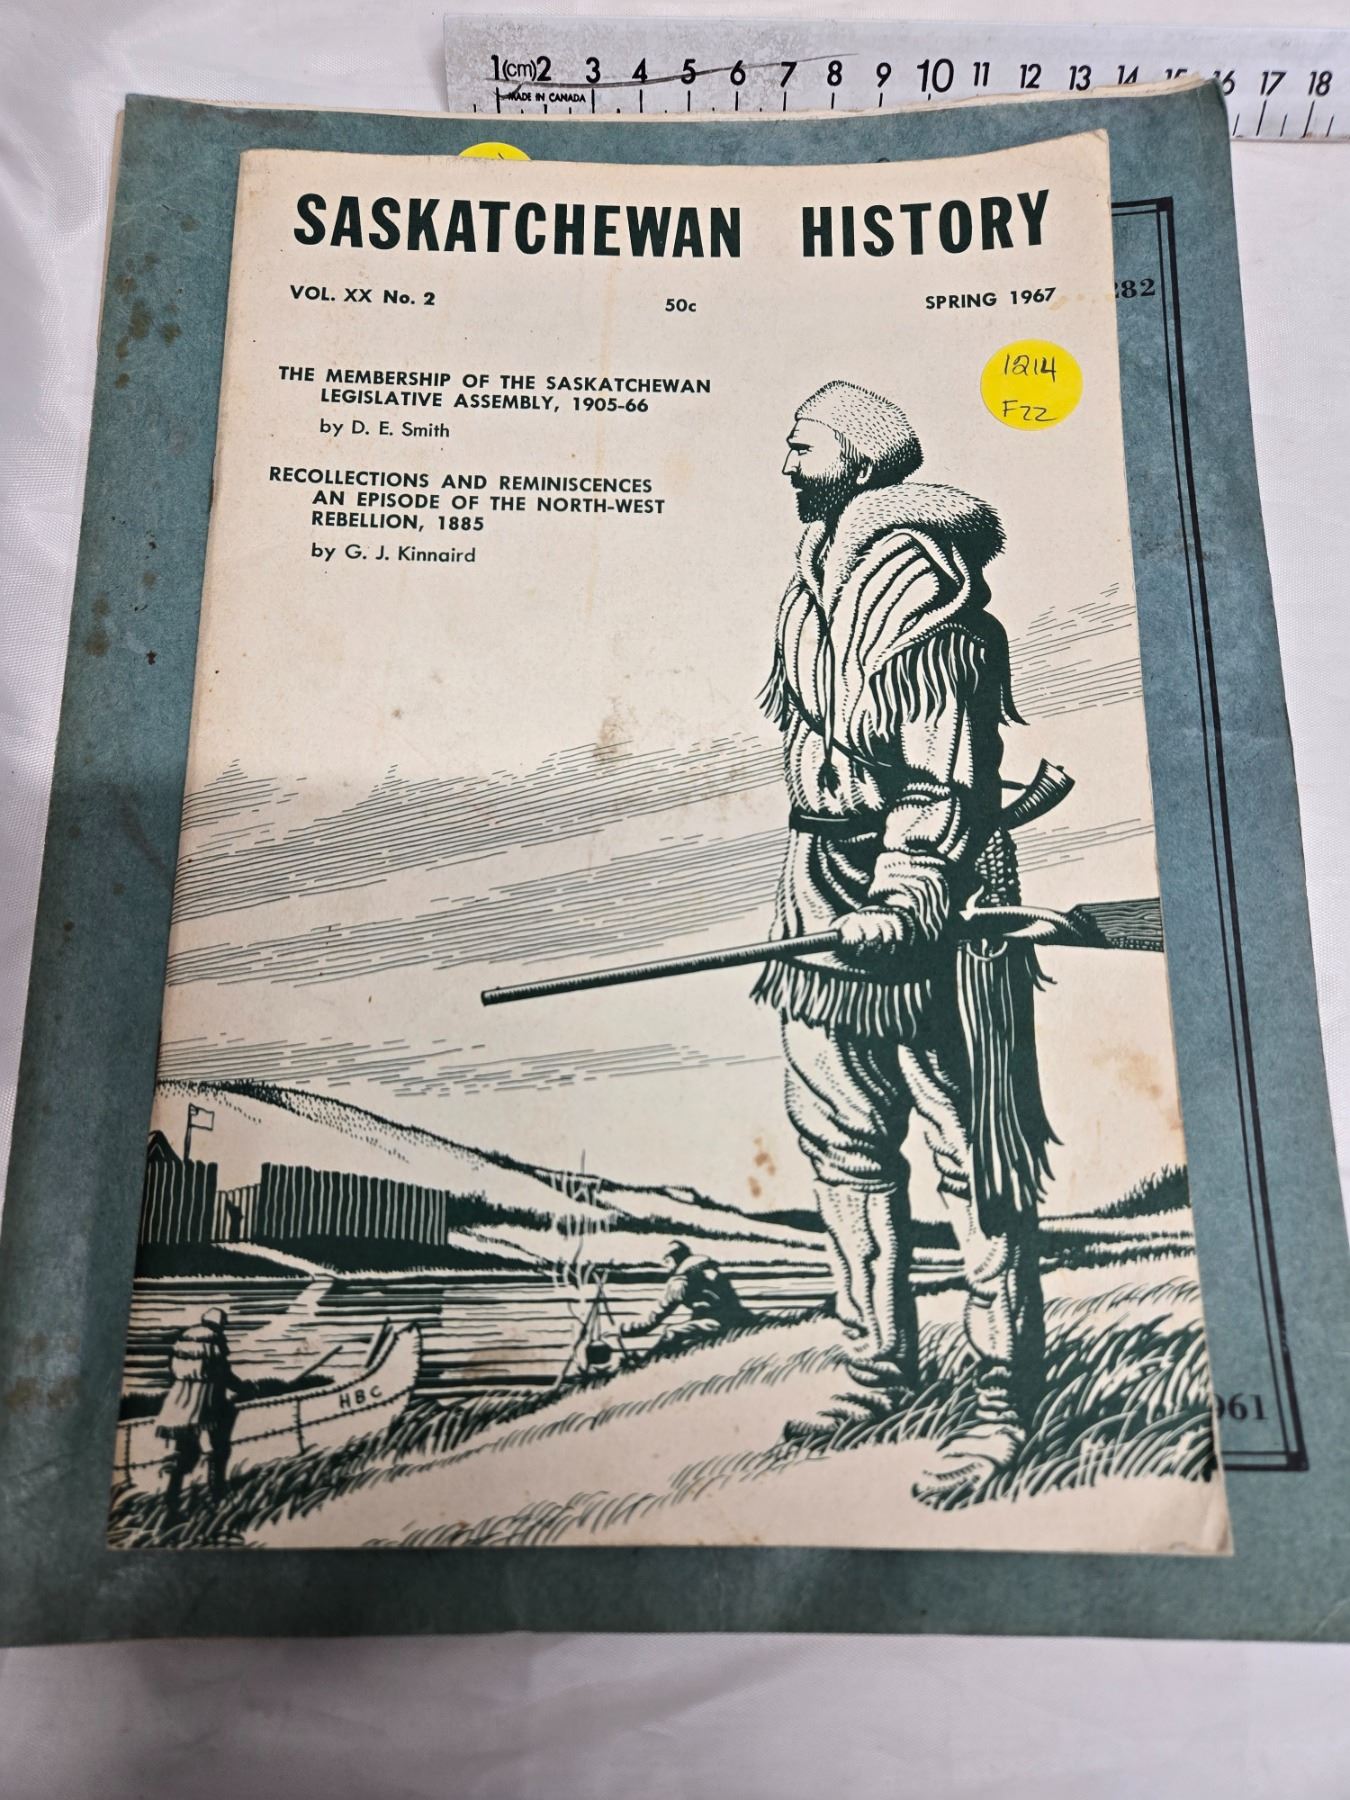 1 (cm) 2 3 4 5 6 7 8 9 10 11 12 13 14 15 16 17 18
MADE IN CANADA
SASKATCHEWAN HISTORY
VOL. XX No. 2 50c SPRING 1967
282
1214
F22
THE MEMBERSHIP OF THE SASKATCHEWAN
LEGISLATIVE ASSEMBLY, 1905-66
by D. E. Smith
RECOLLECTIONS AND REMINISCENCES
AN EPISODE OF THE NORTH-WEST
REBELLION, 1885
by G. J. Kinnaird
HBC
961